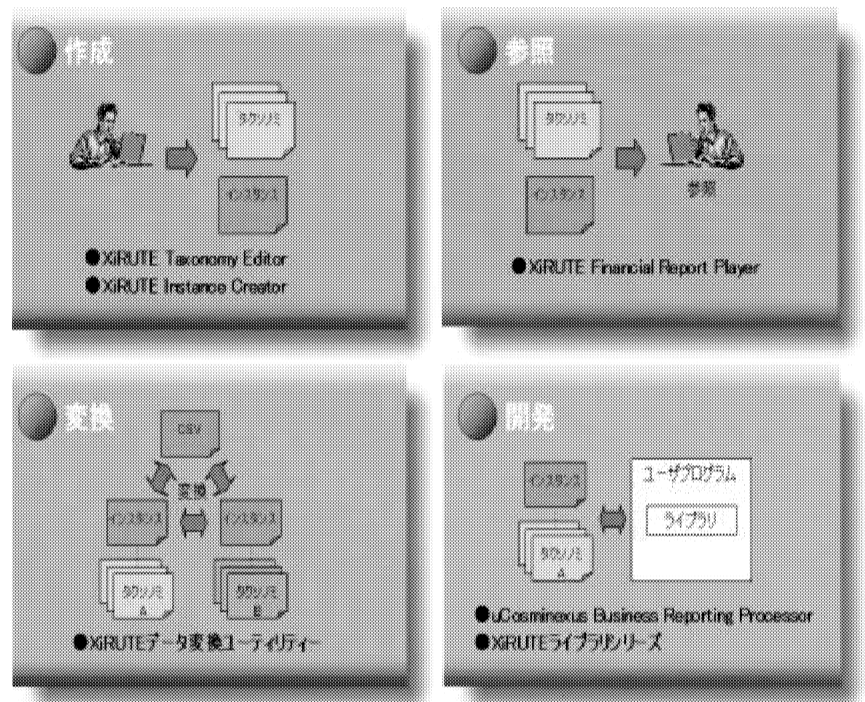 作成
タクソノミ
インスタンス
●XiRUTE Taxonomy Editor
●XiRUTE Instance Creator
参照
タクソノミ
インスタンス
参照
●XiRUTE Financial Report Player
変換
CSV
変換
インスタンス
インスタンス
タクソノミ
A
タクソノミ
B
●XiRUTEデータ変換ユーティリティー
開発
インスタンス
タクソノミ
A
ユーザプログラム
ライブラリ
●uCosminexus Business Reporting Processor
●XiRUTEライブラリシリーズ